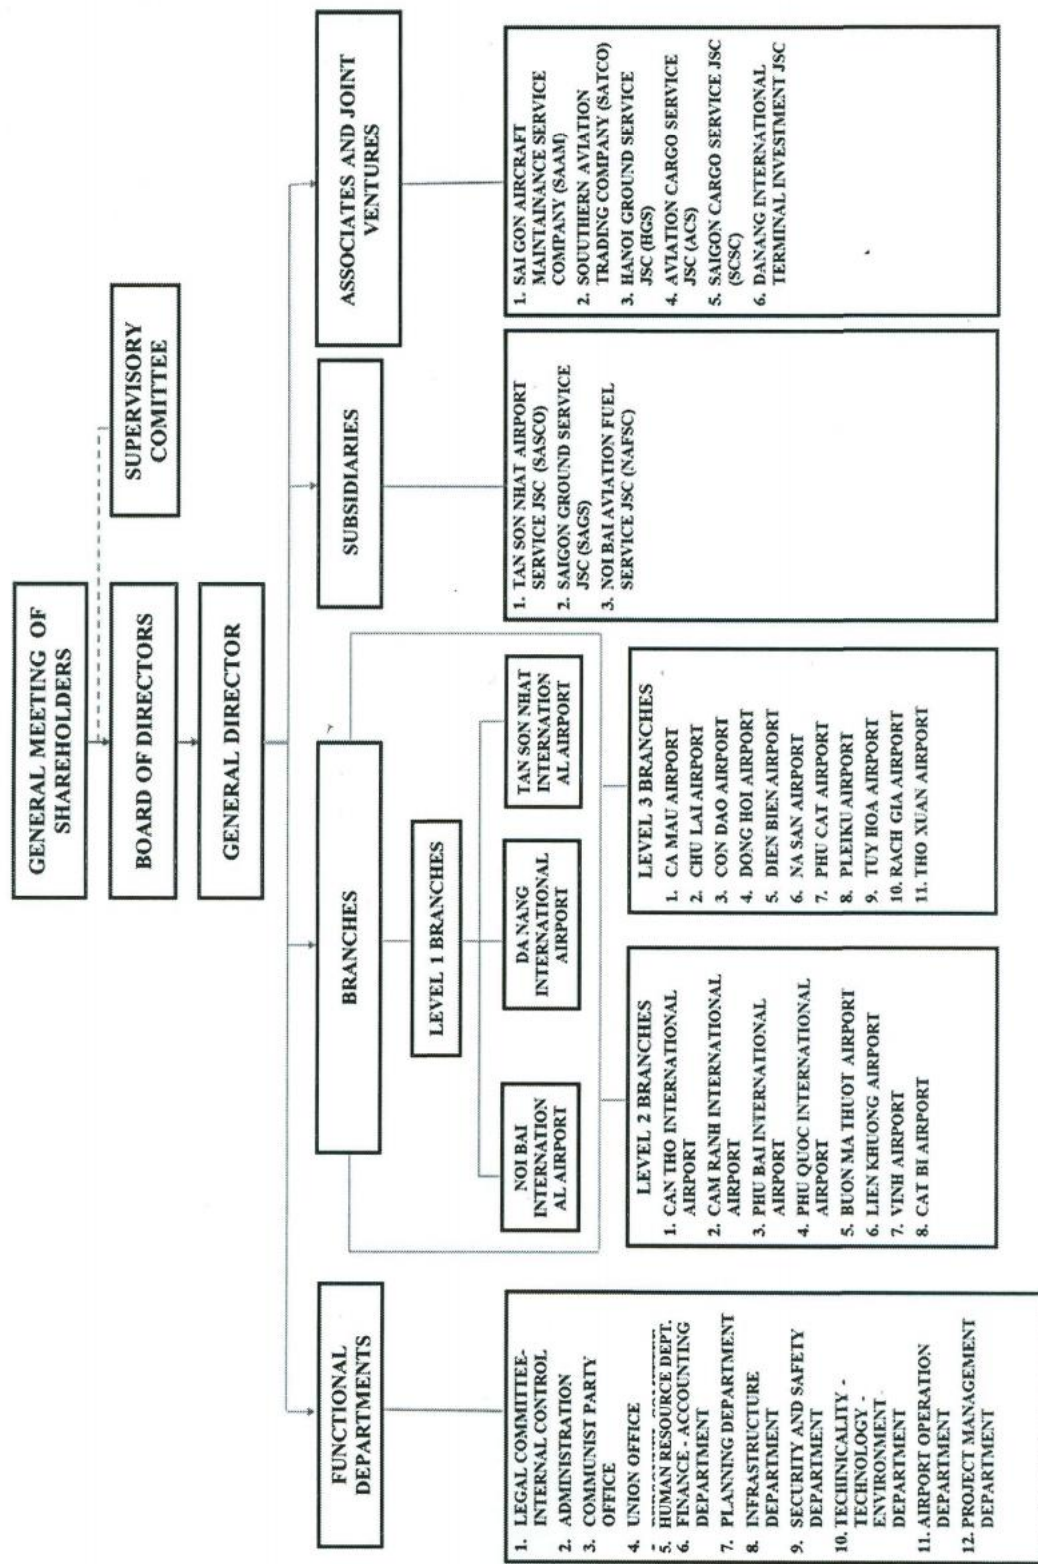 GENERAL MEETING OF
SHAREHOLDERS
SUPERVISORY
COMITTEE
BOARD OF DIRECTORS
GENERAL DIRECTOR
FUNCTIONAL
DEPARTMENTS
BRANCHES
SUBSIDIARIES
ASSOCIATES AND JOINT
VENTURES
LEVEL 1 BRANCHES
NOI BAI
INTERNATION
AL AIRPORT
DA NANG
INTERNATIONAL
AIRPORT
TAN SON NHAT
INTERNATION
AL AIRPORT
1. LEGAL COMMITTEE-
INTERNAL CONTROL
2. ADMINISTRATION
3. COMMUNIST PARTY
OFFICE
4. UNION OFFICE
5. HUMAN RESOURCE DEPT.
6. FINANCE - ACCOUNTING
DEPARTMENT
7. PLANNING DEPARTMENT
8. INFRASTRUCTURE
DEPARTMENT
9. SECURITY AND SAFETY
DEPARTMENT
10. TECHINICALITY -
TECHNOLOGY -
ENVIRONMENT
DEPARTMENT
11. AIRPORT OPERATION
DEPARTMENT
12. PROJECT MANAGEMENT
DEPARTMENT
LEVEL 2 BRANCHES
1. CAN THO INTERNATIONAL
AIRPORT
2. CAM RANH INTERNATIONAL
AIRPORT
3. PHU BAI INTERNATIONAL
AIRPORT
4. PHU QUOC INTERNATIONAL
AIRPORT
5. BUON MA THUOT AIRPORT
6. LIEN KHUONG AIRPORT
7. VINH AIRPORT
8. CAT BI AIRPORT
LEVEL 3 BRANCHES
1. CA MAU AIRPORT
2. CHU LAI AIRPORT
3. CON DAO AIRPORT
4. DONG HOI AIRPORT
5. DIEN BIEN AIRPORT
6. NA SAN AIRPORT
7. PHU CAT AIRPORT
8. PLEIKU AIRPORT
9. TUY HOA AIRPORT
10. RACH GIA AIRPORT
11. THO XUAN AIRPORT
1. TAN SON NHAT AIRPORT
SERVICE JSC (SASCO)
2. SAIGON GROUND SERVICE
JSC (SAGS)
3. NOI BAI AVIATION FUEL
SERVICE JSC (NAFSC)
1. SAI GON AIRCRAFT
MAINTAINANCE SERVICE
COMPANY (SAAM)
2. SOUUTHERN AVIATION
TRADING COMPANY (SATCO)
3. HANOI GROUND SERVICE
JSC (HGS)
4. AVIATION CARGO SERVICE
JSC (ACS)
5. SAIGON CARGO SERVICE JSC
(SCSC)
6. DANANG INTERNATIONAL
TERMINAL INVESTMENT JSC